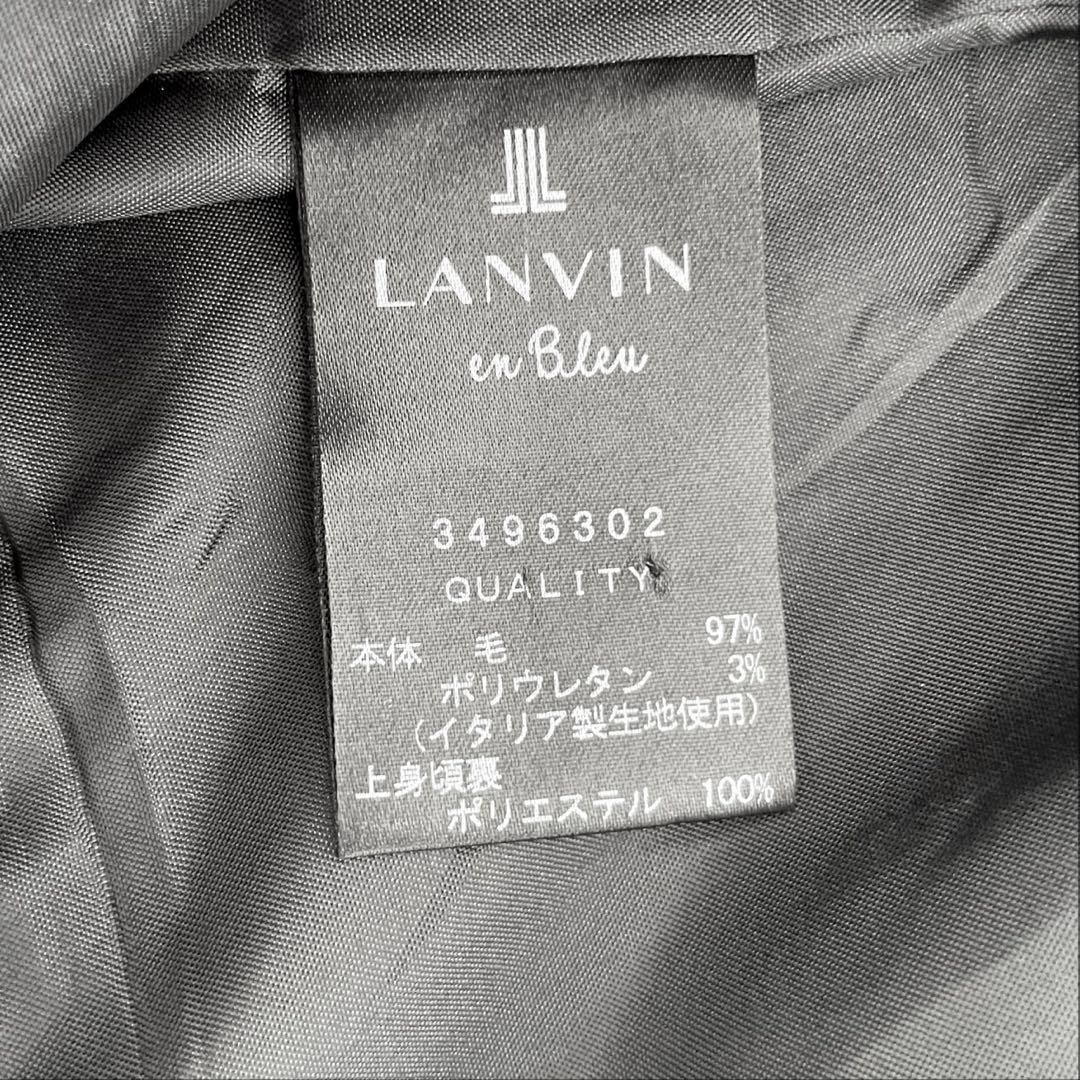 LANVIN
en Bleu
3496302
QUALITY
本体 毛 97%
ポリウレタン 3%
(イタリア製生地使用)
上身頃裏
ポリエステル 100%